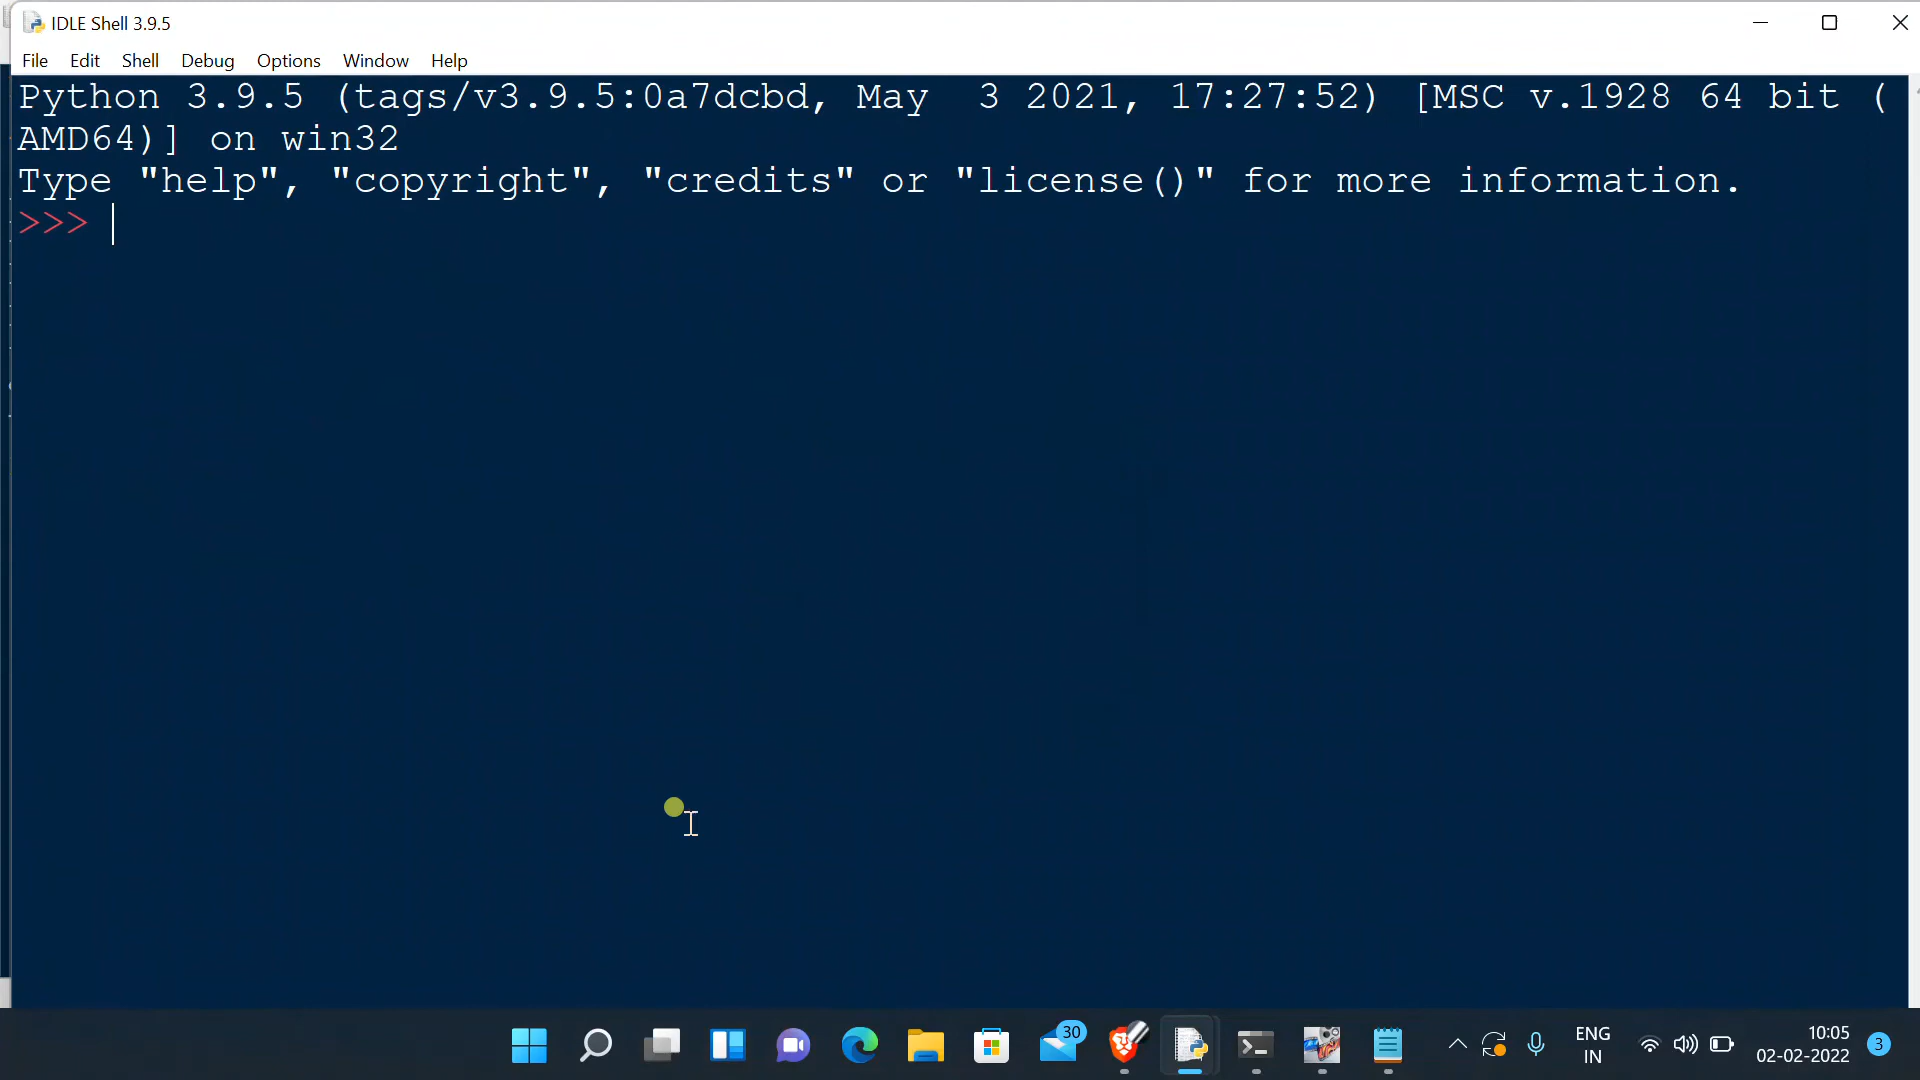 IDLE Shell 3.9.5
File Edit Shell Debug Options Window Help
Python 3.9.5 (tags/v3.9.5:0a7dcbd, May  3 2021, 17:27:52) [MSC v.1928 64 bit (
AMD64)] on win32
Type "help", "copyright", "credits" or "license()" for more information.
>>>
30
ENG
IN
10:05
02-02-2022
3